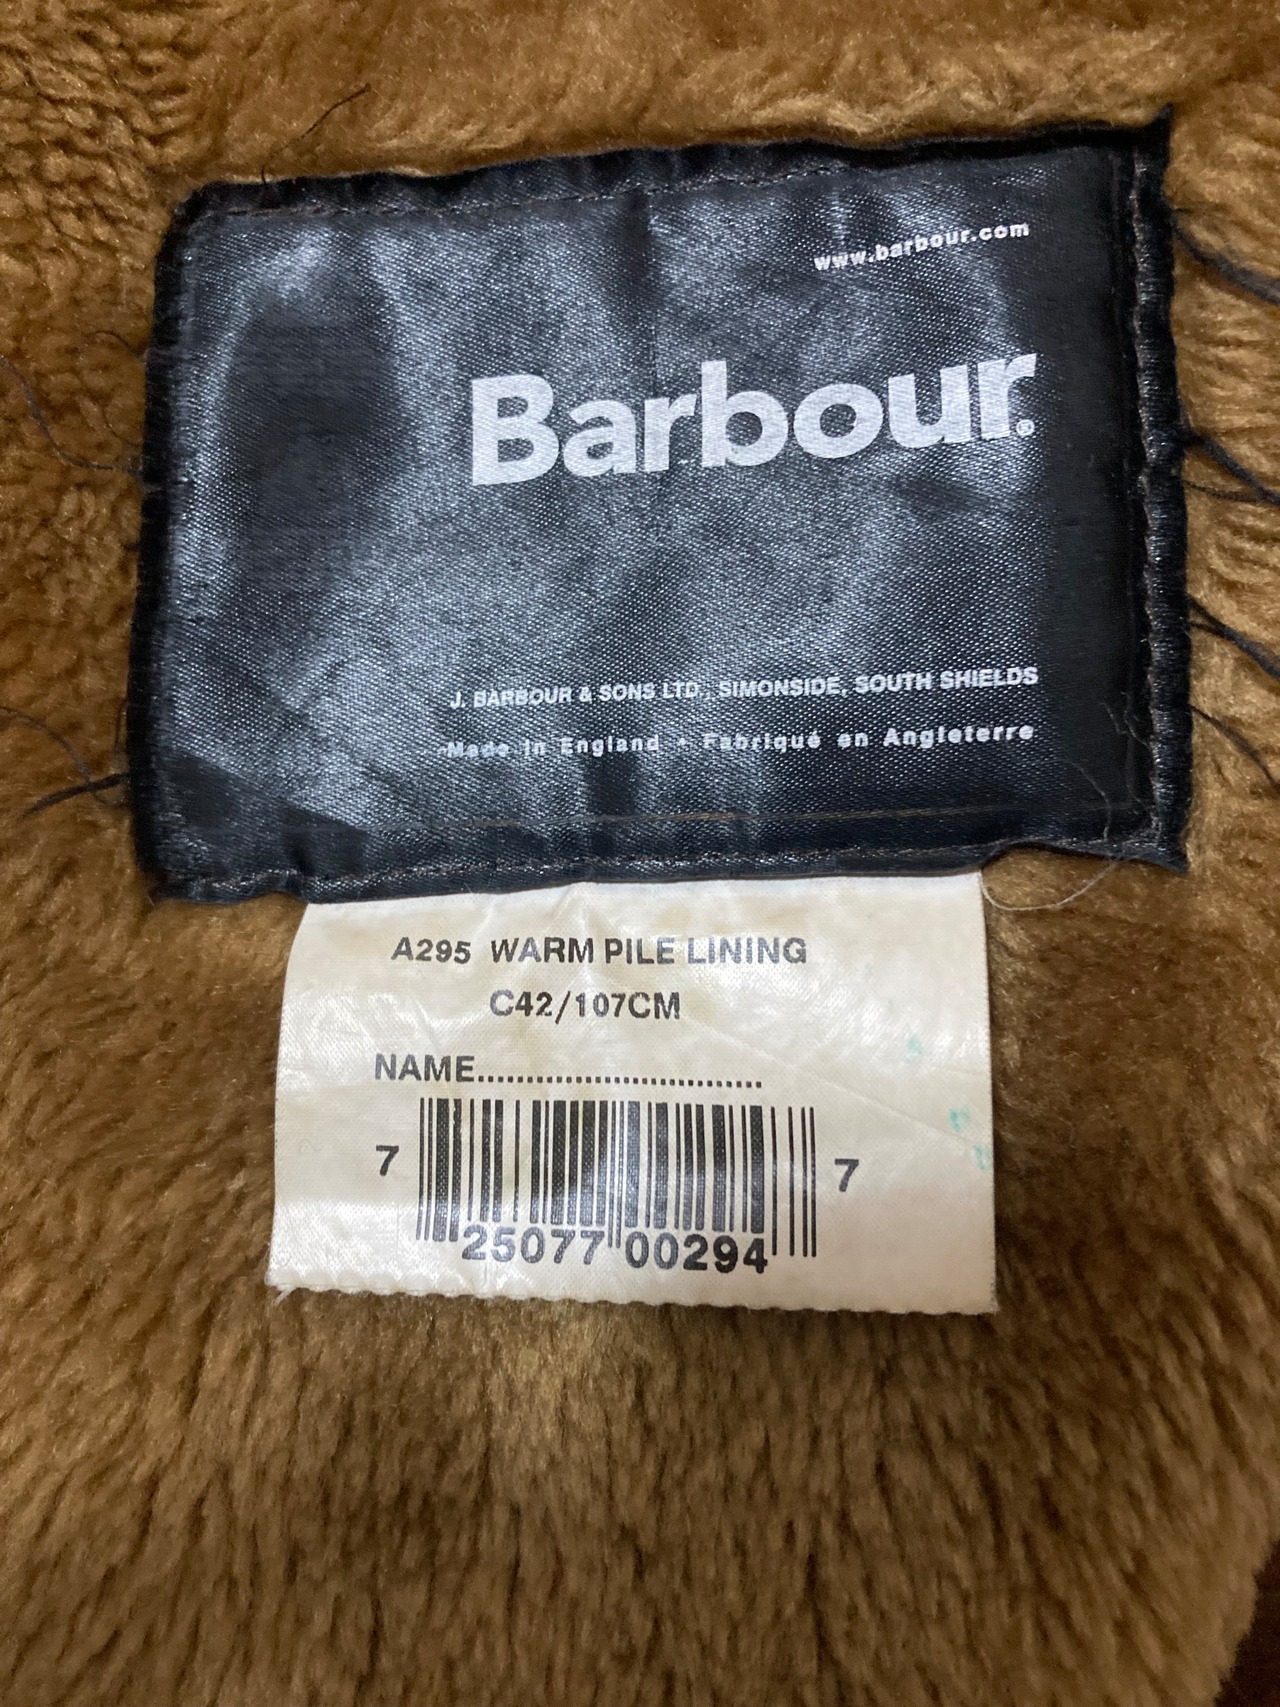 www.barbour.com
Barbour.
J. BARBOUR & SONS LTD., SIMONSIDE, SOUTH SHIELDS
Made in England • Fabriqué en Angleterre
A295 WARM PILE LINING
C42/107CM
NAME.............................
7 25077 00294 7